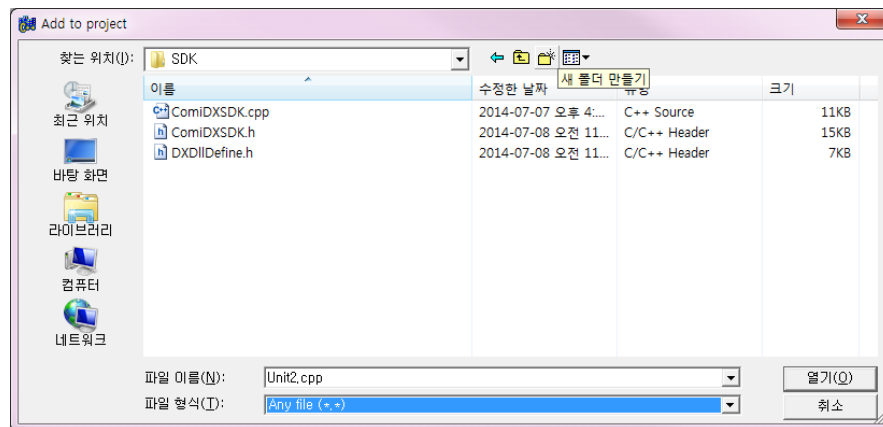 Add to project
찾는 위치(I): SDK
새 폴더 만들기
이름 수정한 날짜 유형 크기
ComiDXSDK.cpp 2014-07-07 오후 4:... C++ Source 11KB
ComiDXSDK.h 2014-07-08 오전 11... C/C++ Header 15KB
DXDllDefine.h 2014-07-08 오전 11... C/C++ Header 7KB
최근 위치
바탕 화면
라이브러리
컴퓨터
네트워크
파일 이름(N): Unit2.cpp 열기(O)
파일 형식(T): Any file (*.*) 취소